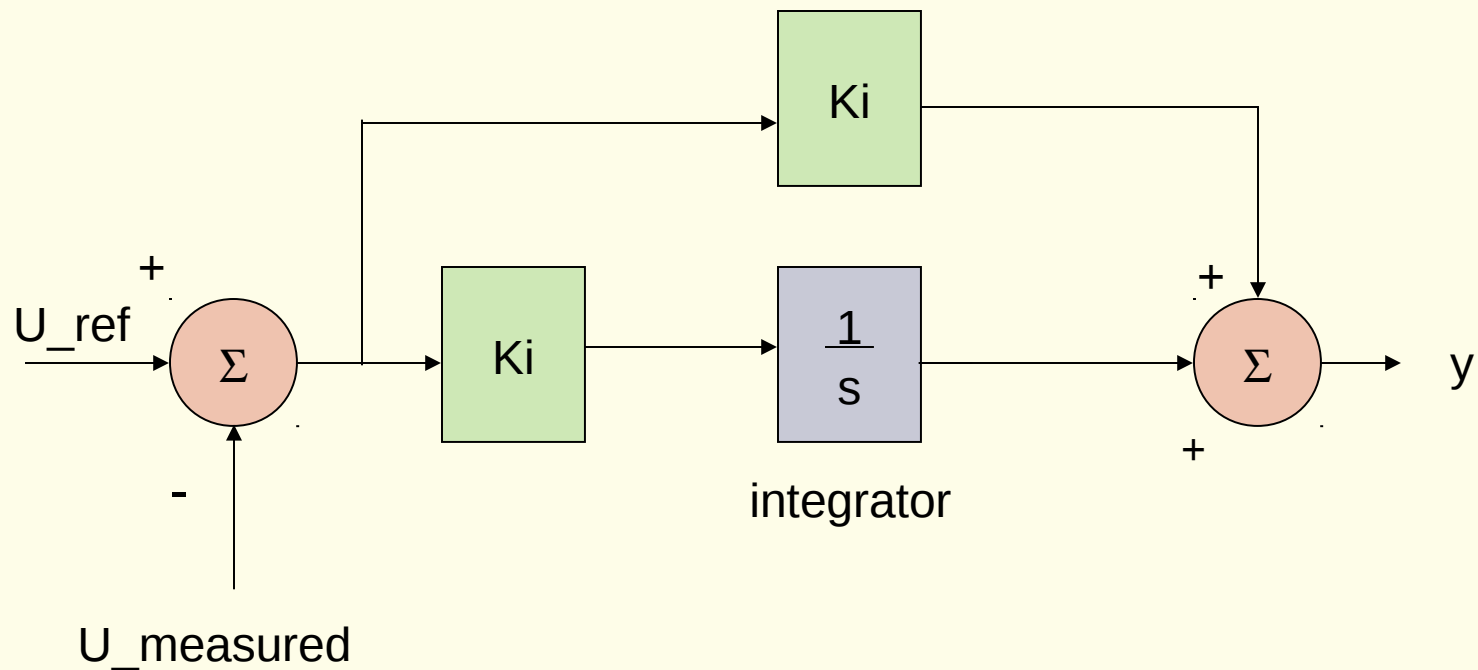 Ki
+
U_ref
Σ
Ki
1
s
+
Σ
y
+
-
integrator
U_measured